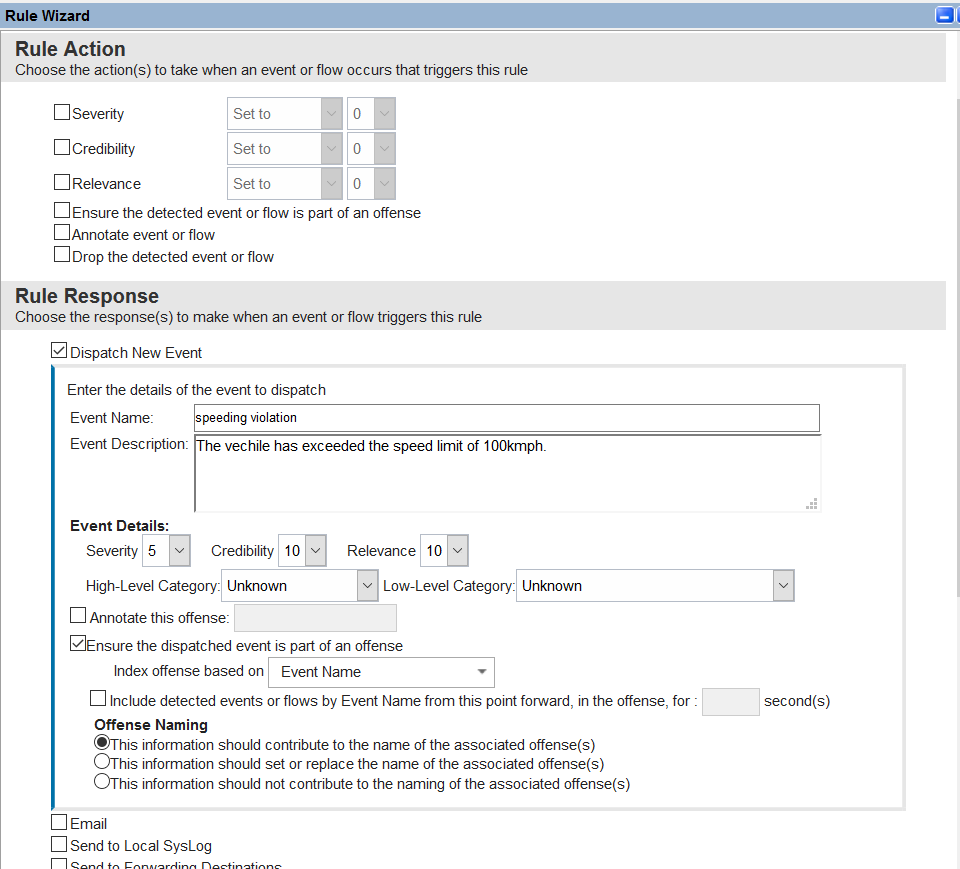 Rule Wizard
Rule Action
Choose the action(s) to take when an event or flow occurs that triggers this rule
Severity Set to 0
Credibility Set to 0
Relevance Set to 0
Ensure the detected event or flow is part of an offense
Annotate event or flow
Drop the detected event or flow
Rule Response
Choose the response(s) to make when an event or flow triggers this rule
Dispatch New Event
Enter the details of the event to dispatch
Event Name: speeding violation
Event Description: The vechile has exceeded the speed limit of 100kmph.
Event Details:
Severity 5 Credibility 10 Relevance 10
High-Level Category: Unknown Low-Level Category: Unknown
Annotate this offense:
Ensure the dispatched event is part of an offense
Index offense based on Event Name
Include detected events or flows by Event Name from this point forward, in the offense, for : second(s)
Offense Naming
This information should contribute to the name of the associated offense(s)
This information should set or replace the name of the associated offense(s)
This information should not contribute to the naming of the associated offense(s)
Email
Send to Local SysLog
Send to Forwarding Destinations